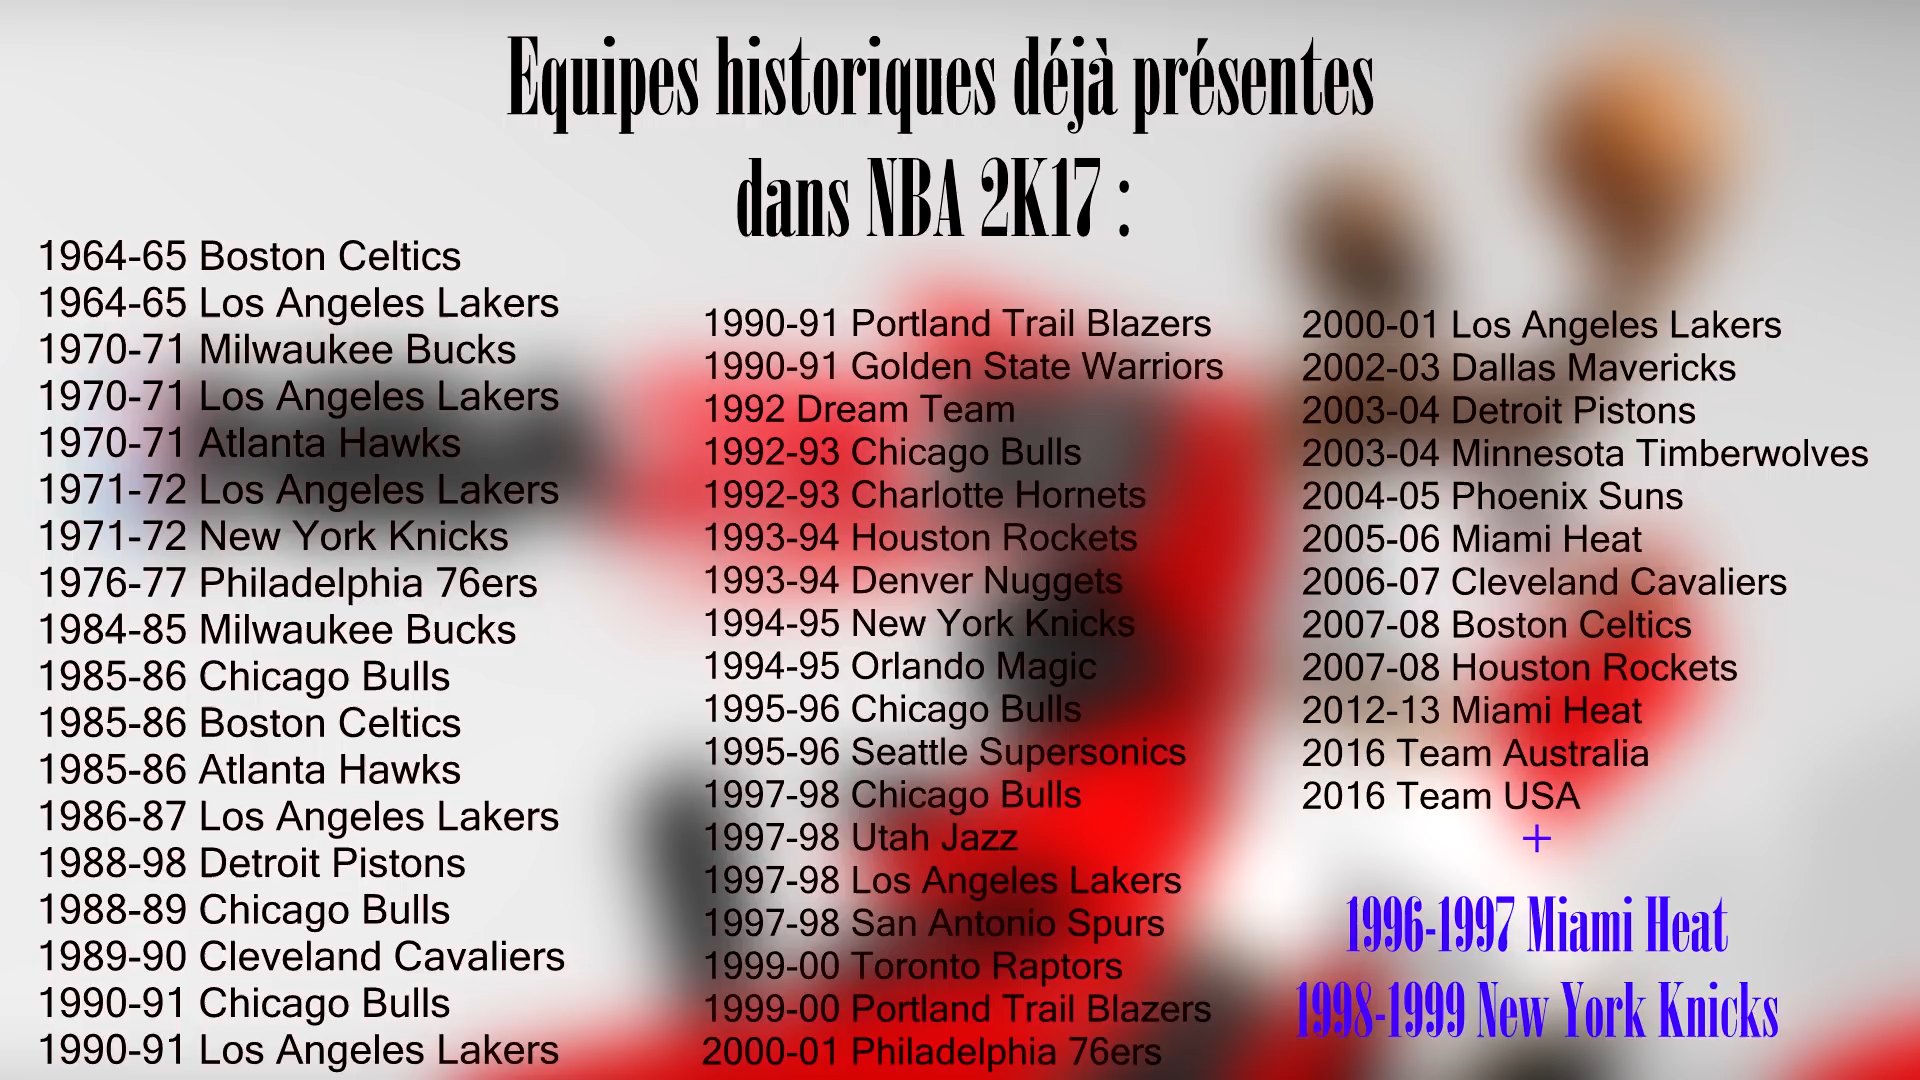 Equipes historiques déjà présentes
dans NBA 2K17 :
1964-65 Boston Celtics
1964-65 Los Angeles Lakers
1970-71 Milwaukee Bucks
1970-71 Los Angeles Lakers
1970-71 Atlanta Hawks
1971-72 Los Angeles Lakers
1971-72 New York Knicks
1976-77 Philadelphia 76ers
1984-85 Milwaukee Bucks
1985-86 Chicago Bulls
1985-86 Boston Celtics
1985-86 Atlanta Hawks
1986-87 Los Angeles Lakers
1988-98 Detroit Pistons
1988-89 Chicago Bulls
1989-90 Cleveland Cavaliers
1990-91 Chicago Bulls
1990-91 Los Angeles Lakers
1990-91 Portland Trail Blazers
1990-91 Golden State Warriors
1992 Dream Team
1992-93 Chicago Bulls
1992-93 Charlotte Hornets
1993-94 Houston Rockets
1993-94 Denver Nuggets
1994-95 New York Knicks
1994-95 Orlando Magic
1995-96 Chicago Bulls
1995-96 Seattle Supersonics
1997-98 Chicago Bulls
1997-98 Utah Jazz
1997-98 Los Angeles Lakers
1997-98 San Antonio Spurs
1999-00 Toronto Raptors
1999-00 Portland Trail Blazers
2000-01 Philadelphia 76ers
2000-01 Los Angeles Lakers
2002-03 Dallas Mavericks
2003-04 Detroit Pistons
2003-04 Minnesota Timberwolves
2004-05 Phoenix Suns
2005-06 Miami Heat
2006-07 Cleveland Cavaliers
2007-08 Boston Celtics
2007-08 Houston Rockets
2012-13 Miami Heat
2016 Team Australia
2016 Team USA
+
1996-1997 Miami Heat
1998-1999 New York Knicks